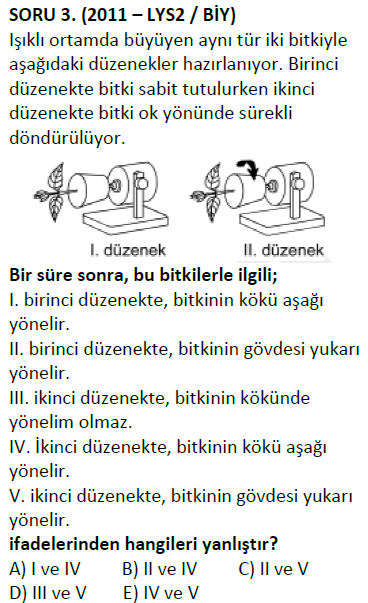 SORU 3. (2011 – LYS2 / BİY)
Işıklı ortamda büyüyen aynı tür iki bitkiyle
aşağıdaki düzenekler hazırlanıyor. Birinci
düzenekte bitki sabit tutulurken ikinci
düzenekte bitki ok yönünde sürekli
döndürülüyor.
I. düzenek II. düzenek
Bir süre sonra, bu bitkilerle ilgili;
I. birinci düzenekte, bitkinin kökü aşağı
yönelir.
II. birinci düzenekte, bitkinin gövdesi yukarı
yönelir.
III. ikinci düzenekte, bitkinin kökünde
yönelim olmaz.
IV. İkinci düzenekte, bitkinin kökü aşağı
yönelir.
V. ikinci düzenekte, bitkinin gövdesi yukarı
yönelir.
ifadelerinden hangileri yanlıştır?
A) I ve IV B) II ve IV C) II ve V
D) III ve V E) IV ve V